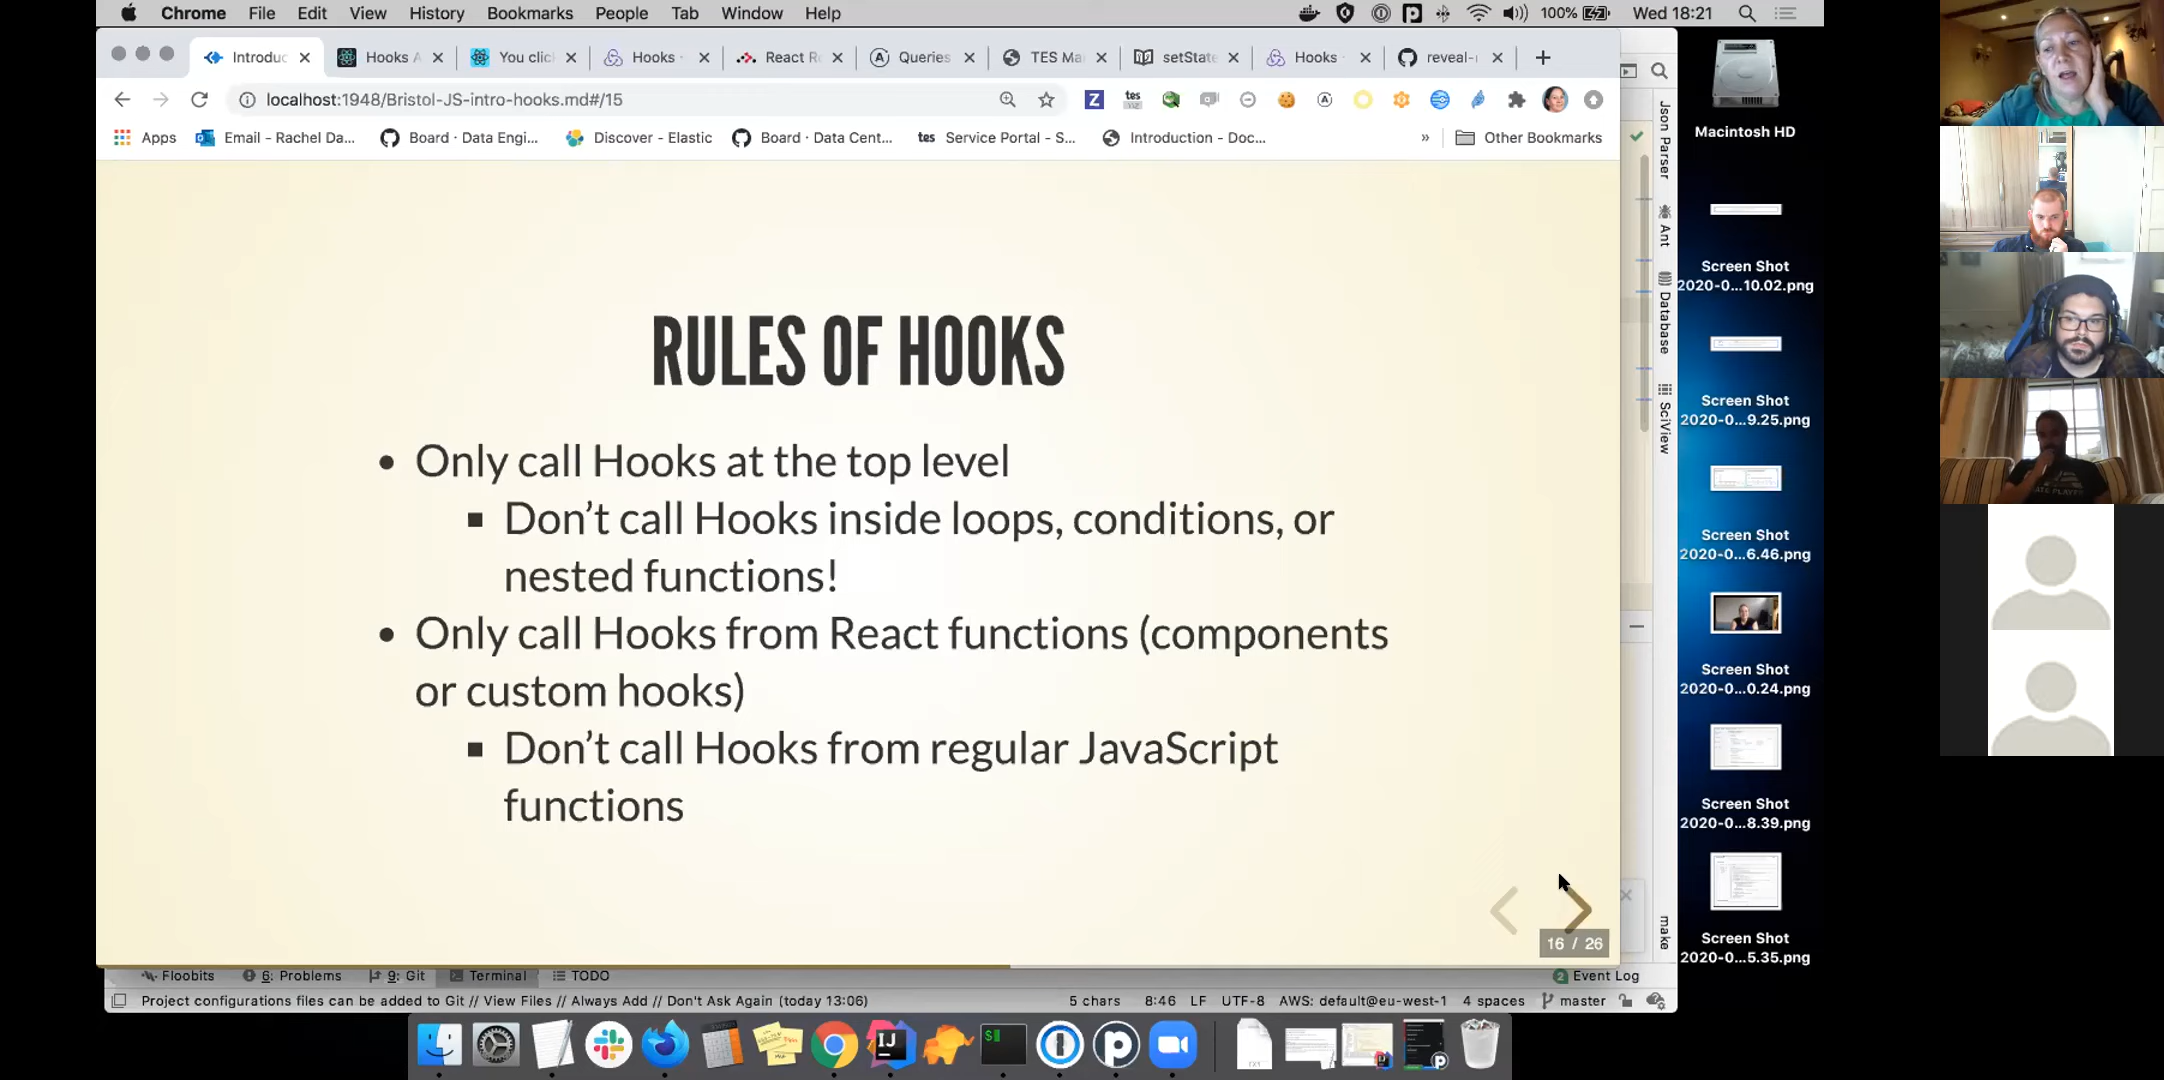 Chrome File Edit View History Bookmarks People Tab Window Help
100% Wed 18:21
Introduc
Hooks A
You clic
Hooks
React R
Queries
TES Ma
setState
Hooks
reveal-
localhost:1948/Bristol-JS-intro-hooks.md#/15
Z tes
Apps
Email - Rachel Da...
Board · Data Engi...
Discover - Elastic
Board · Data Cent...
tes Service Portal - S...
Introduction - Doc...
»
Other Bookmarks
RULES OF HOOKS
• Only call Hooks at the top level
▪ Don’t call Hooks inside loops, conditions, or
nested functions!
• Only call Hooks from React functions (components
or custom hooks)
▪ Don’t call Hooks from regular JavaScript
functions
16 / 26
Json Parser
Ant
Database
SciView
make
Floobits 6: Problems 9: Git Terminal TODO
2 Event Log
Project configurations files can be added to Git // View Files // Always Add // Don't Ask Again (today 13:06)
5 chars 8:46 LF UTF-8 AWS: default@eu-west-1 4 spaces master
Macintosh HD
Screen Shot
2020-0...10.02.png
Screen Shot
2020-0...9.25.png
Screen Shot
2020-0...6.46.png
Screen Shot
2020-0...0.24.png
Screen Shot
2020-0...8.39.png
Screen Shot
2020-0...5.35.png
IJ